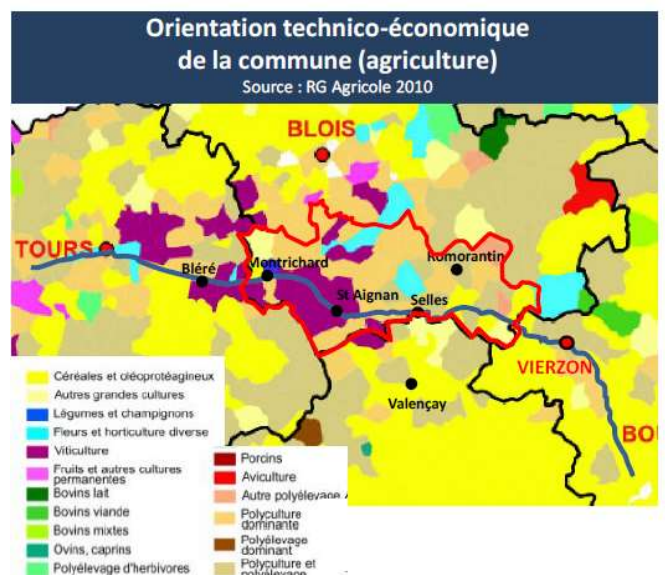 Orientation technico-économique
de la commune (agriculture)
Source : RG Agricole 2010
BLOIS
TOURS
Bléré
Montrichard
Romorantin
St Aignan
Selles
VIERZON
Valençay
BOU
Céréales et oléoprotéagineux
Autres grandes cultures
Légumes et champignons
Fleurs et horticulture diverse
Viticulture
Fruits et autres cultures
permanentes
Bovins lait
Bovins viande
Bovins mixtes
Ovins, caprins
Polyélevage d'herbivores
Porcins
Aviculture
Autre polyélevage
Polyculture
dominante
Polyélevage
dominant
Polyculture et
polyélevage